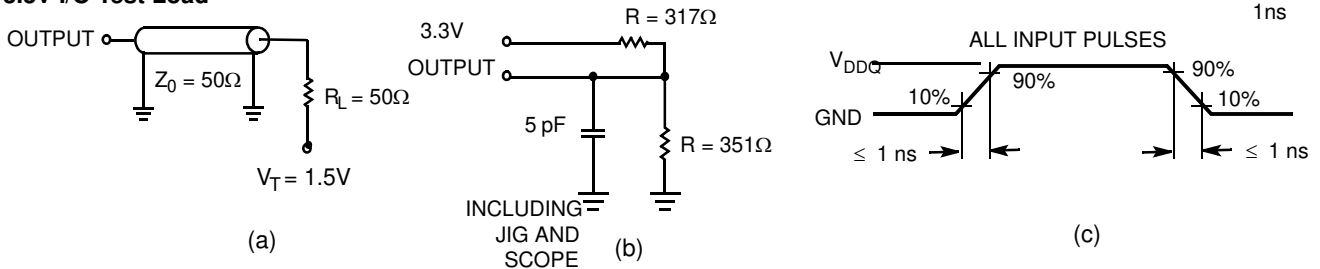 3.3V I/O Test Load
OUTPUT
Z0 = 50Ω
RL = 50Ω
VT = 1.5V
(a)
3.3V
OUTPUT
R = 317Ω
5 pF
R = 351Ω
INCLUDING
JIG AND
SCOPE
(b)
1ns
ALL INPUT PULSES
VDDQ
GND
10%
90%
90%
10%
≤ 1 ns
≤ 1 ns
(c)